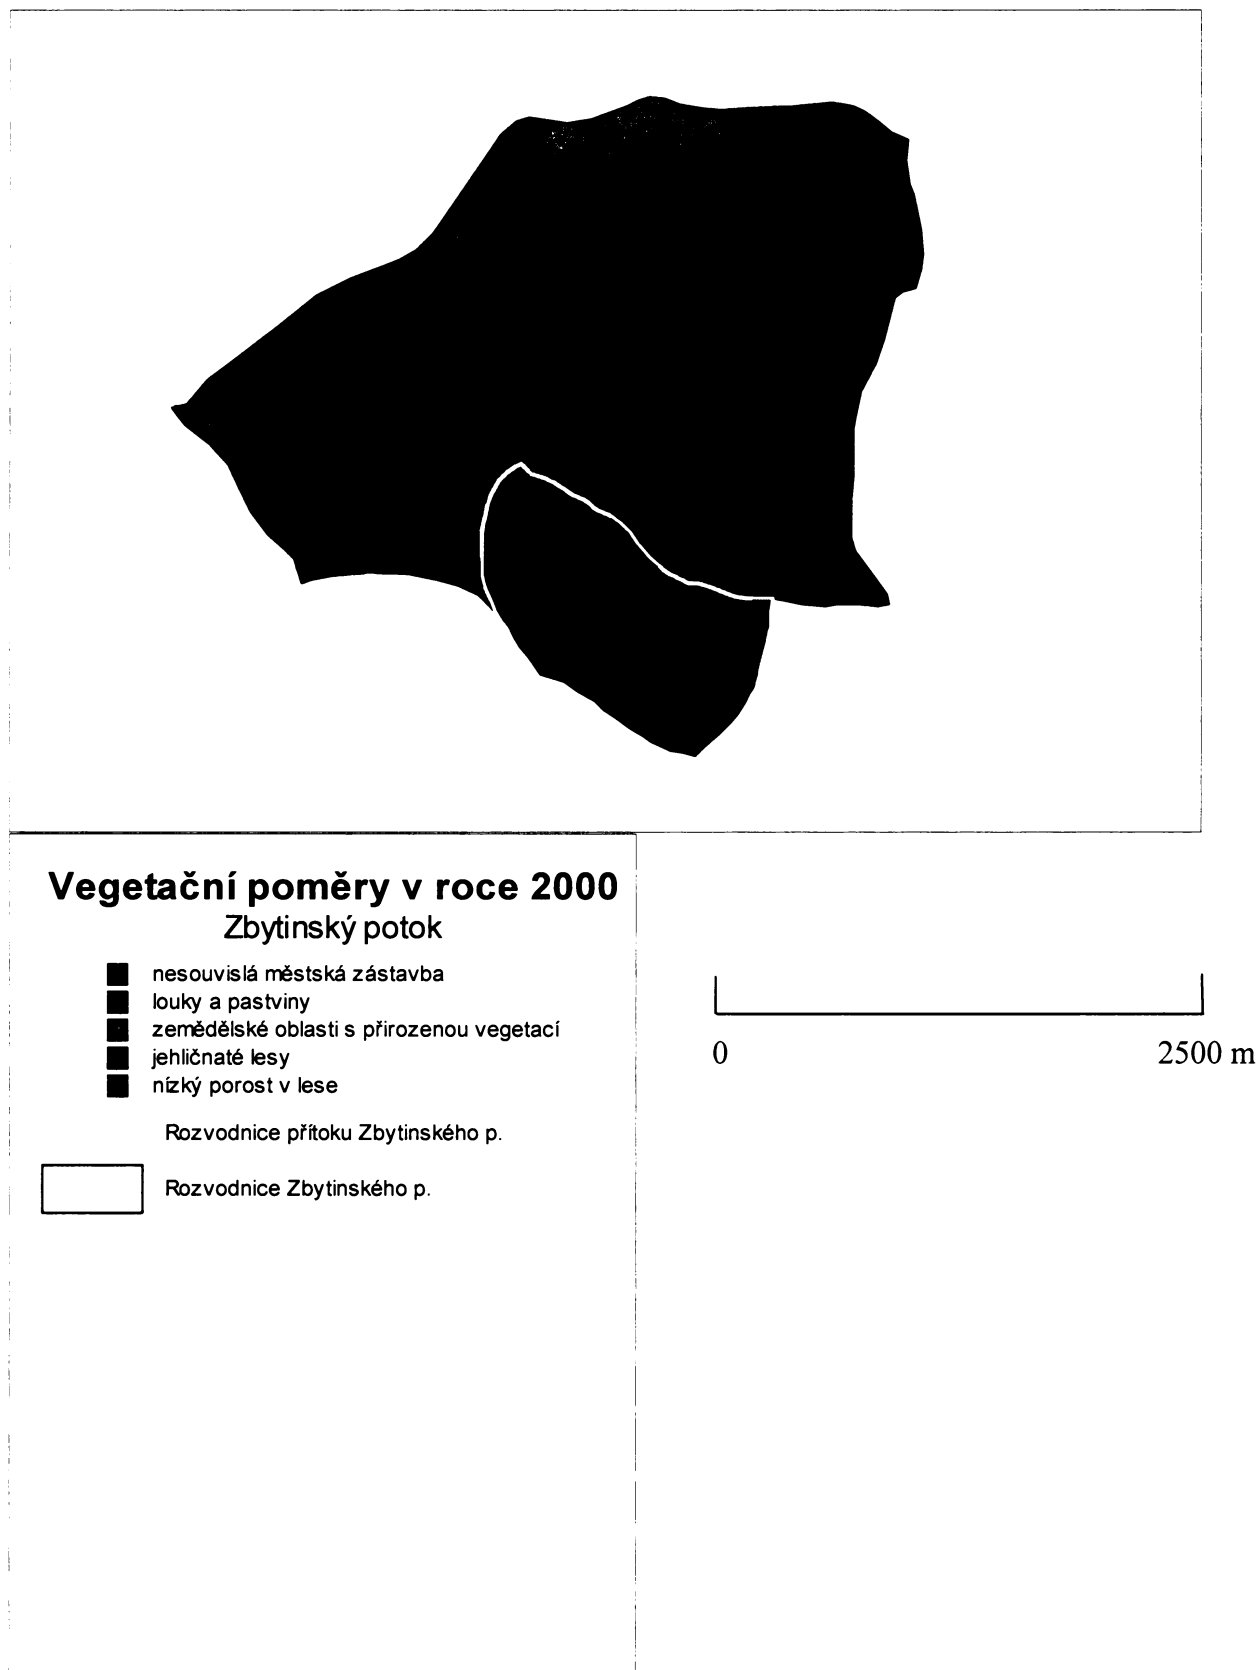 Vegetační poměry v roce 2000
Zbytinský potok
nesouvislá městská zástavba
louky a pastviny
zemědělské oblasti s přirozenou vegetací
jehličnaté lesy
nízký porost v lese
Rozvodnice přítoku Zbytinského p.
Rozvodnice Zbytinského p.
0 2500 m